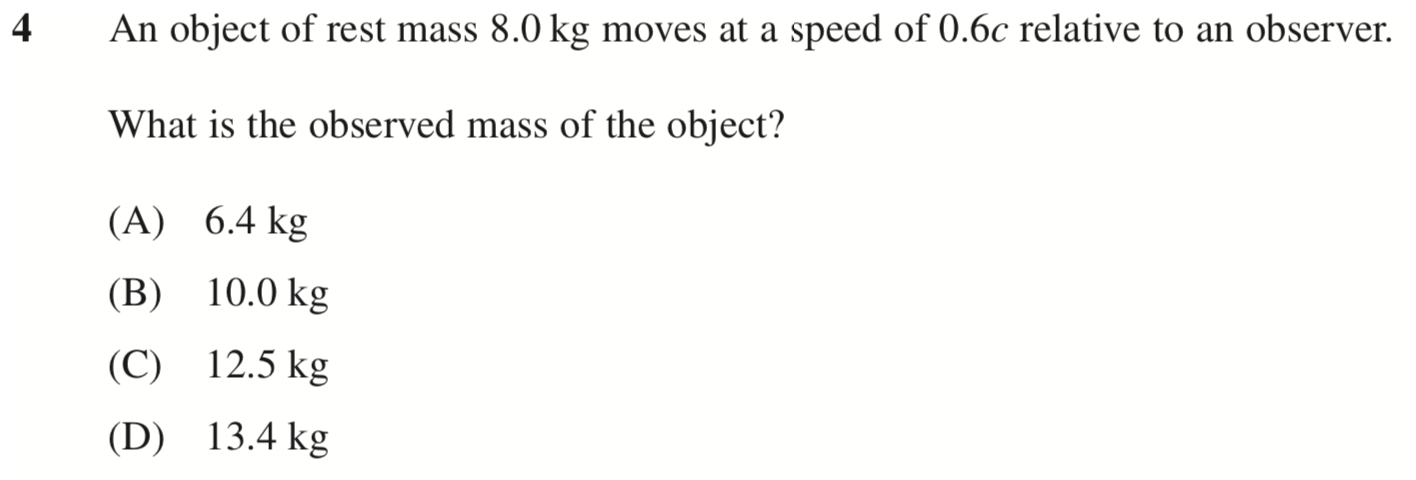 4 An object of rest mass 8.0 kg moves at a speed of 0.6c relative to an observer.
What is the observed mass of the object?
(A) 6.4 kg
(B) 10.0 kg
(C) 12.5 kg
(D) 13.4 kg